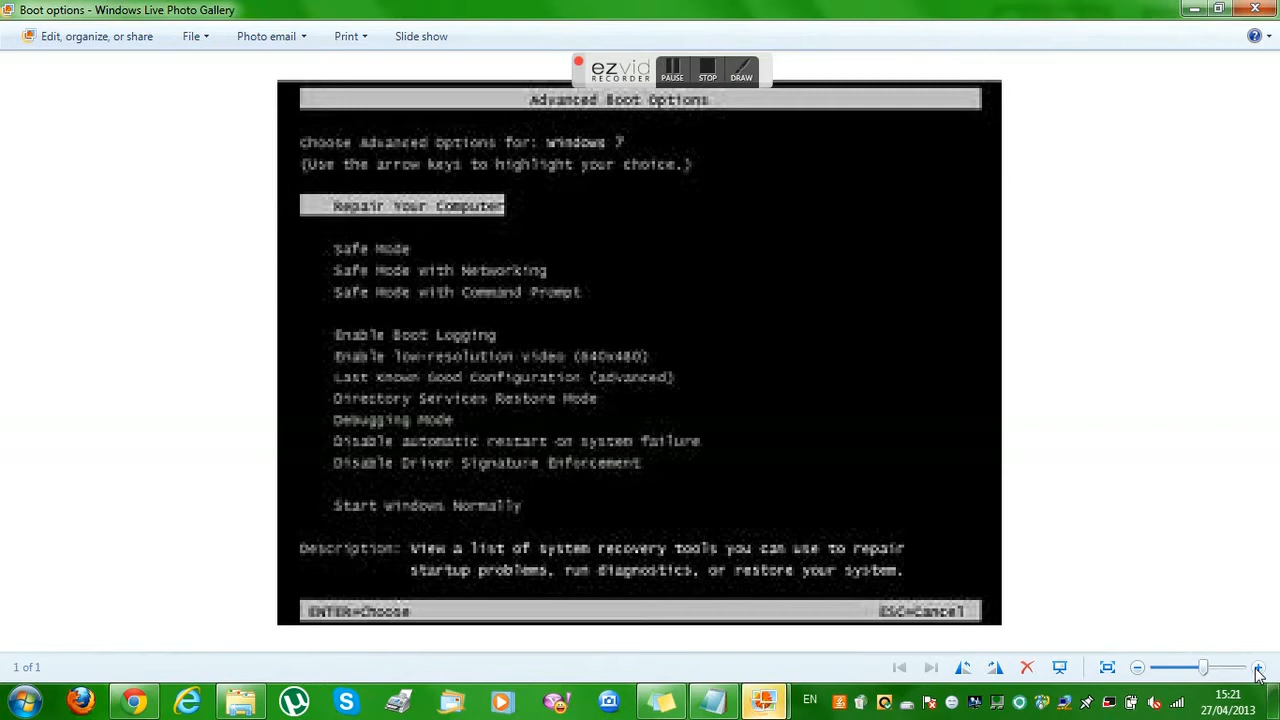 Boot options - Windows Live Photo Gallery
Edit, organize, or share File Photo email Print Slide show
ezvid
RECORDER
PAUSE STOP DRAW
Advanced Boot Options
Choose Advanced Options for: Windows 7
(Use the arrow keys to highlight your choice.)
Repair Your Computer
Safe Mode
Safe Mode with Networking
Safe Mode with Command Prompt
Enable Boot Logging
Enable low-resolution video (640x480)
Last Known Good Configuration (advanced)
Directory Services Restore Mode
Debugging Mode
Disable automatic restart on system failure
Disable Driver Signature Enforcement
Start Windows Normally
Description: View a list of system recovery tools you can use to repair
startup problems, run diagnostics, or restore your system.
ENTER=Choose ESC=Cancel
1 of 1
EN
15:21
27/04/2013